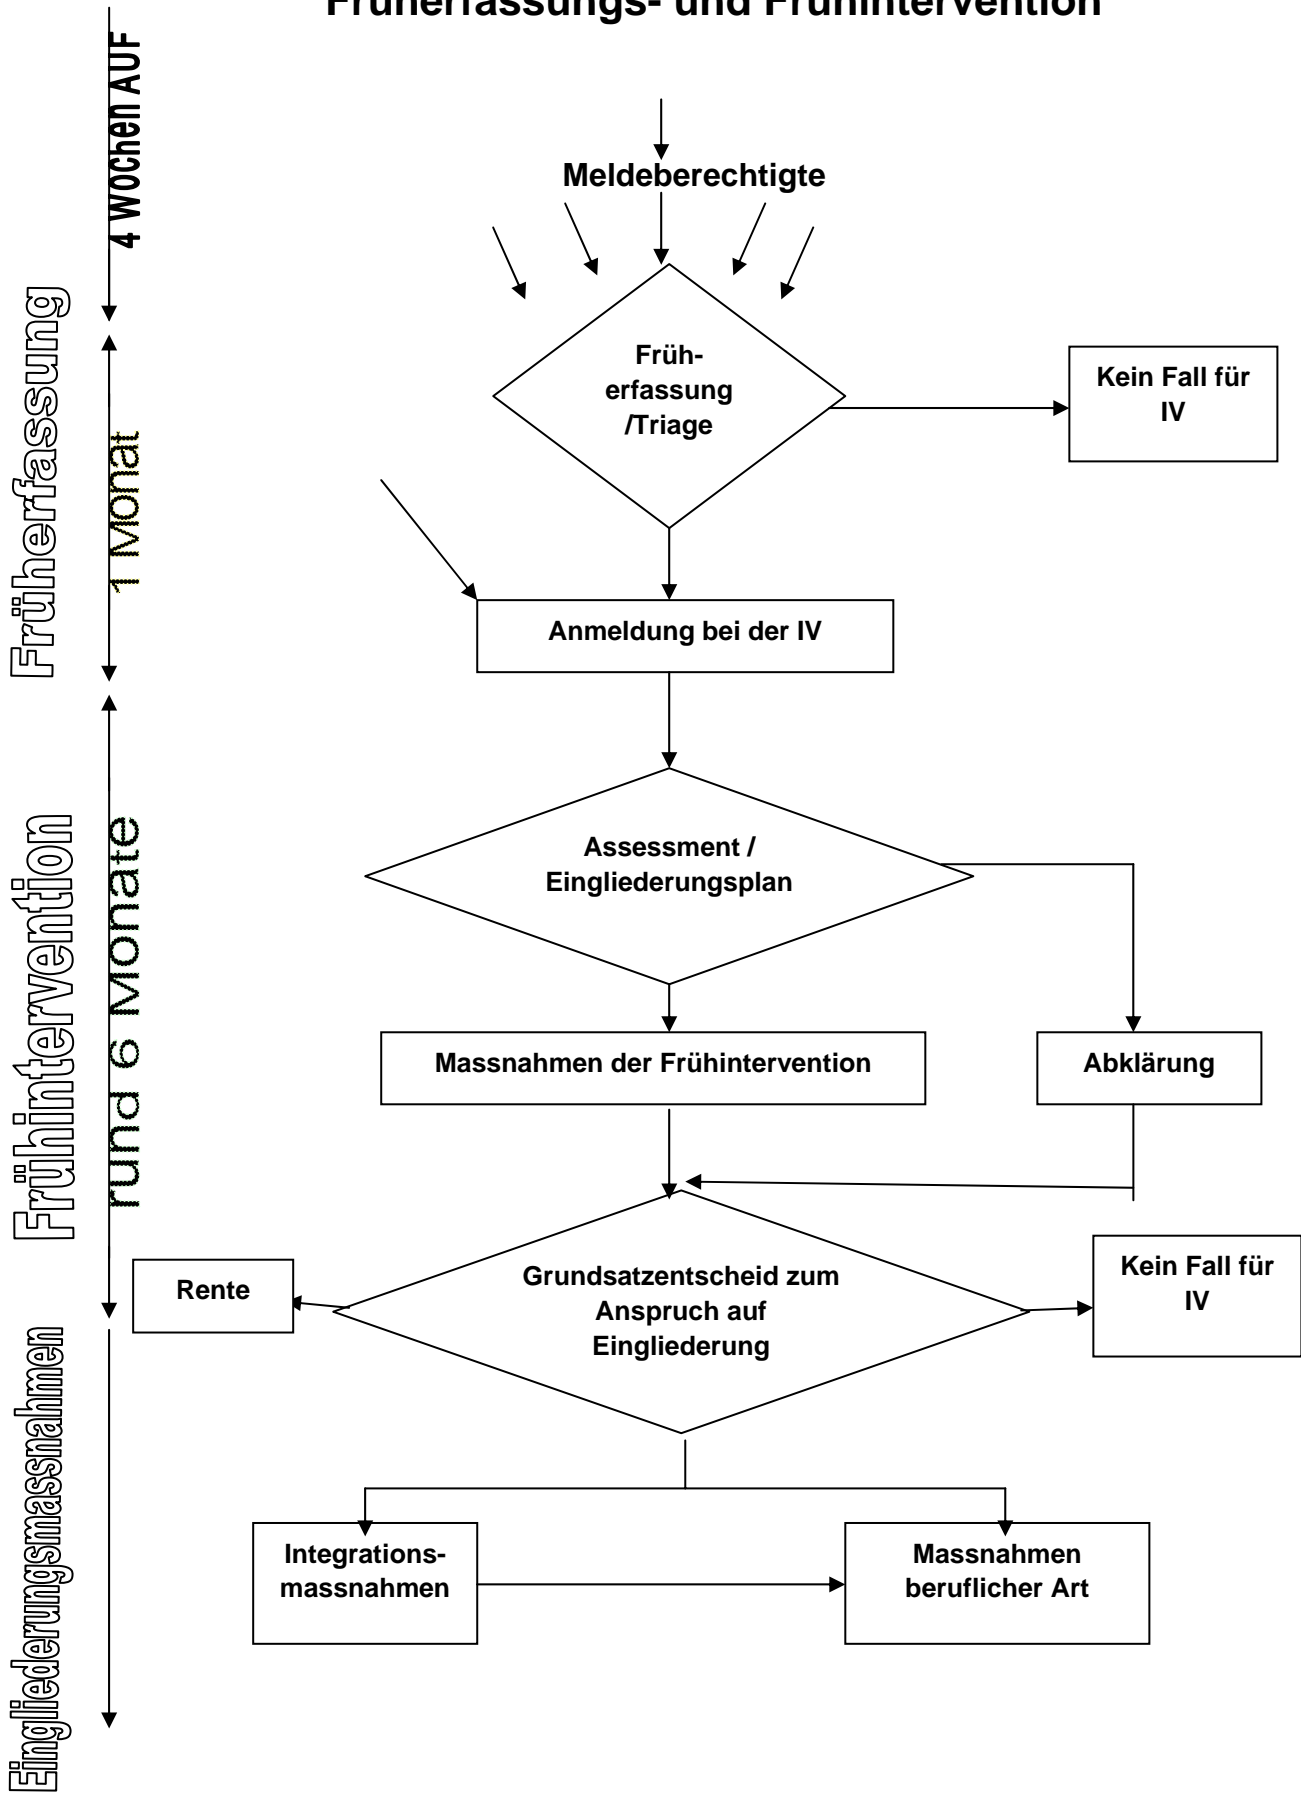 Früherfassungs- und Frühintervention
4 Wochen AUF
Meldeberechtigte
Früherfassung
1 Monat
Früh-
erfassung
/Triage
Kein Fall für
IV
Anmeldung bei der IV
Frühintervention
rund 6 Monate
Assessment /
Eingliederungsplan
Massnahmen der Frühintervention
Abklärung
Rente
Grundsatzentscheid zum
Anspruch auf
Eingliederung
Kein Fall für
IV
Eingliederungsmassnahmen
Integrations-
massnahmen
Massnahmen
beruflicher Art